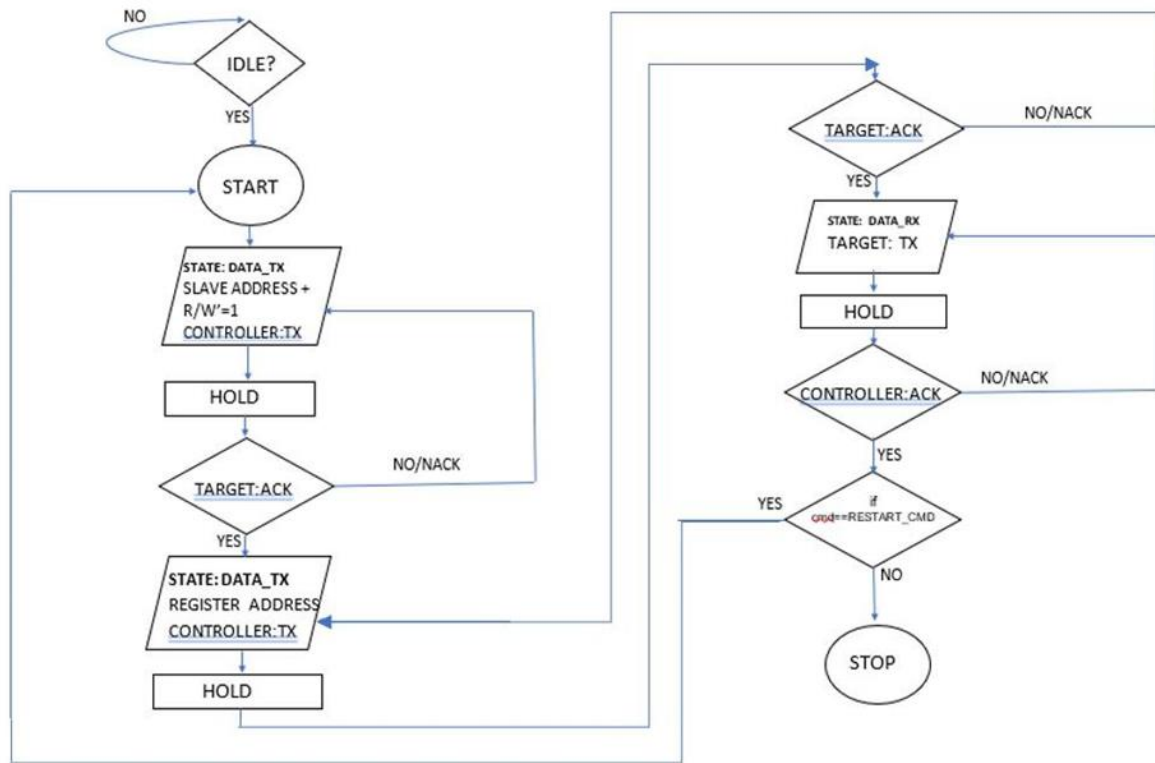 NO
IDLE?
YES
START
STATE: DATA_TX
SLAVE ADDRESS +
R/W'=1
CONTROLLER:TX
HOLD
TARGET:ACK
NO/NACK
YES
STATE: DATA_TX
REGISTER ADDRESS
CONTROLLER:TX
HOLD
TARGET:ACK
NO/NACK
YES
STATE: DATA_RX
TARGET: TX
HOLD
CONTROLLER:ACK
NO/NACK
YES
if
cmd==RESTART_CMD
YES
NO
STOP